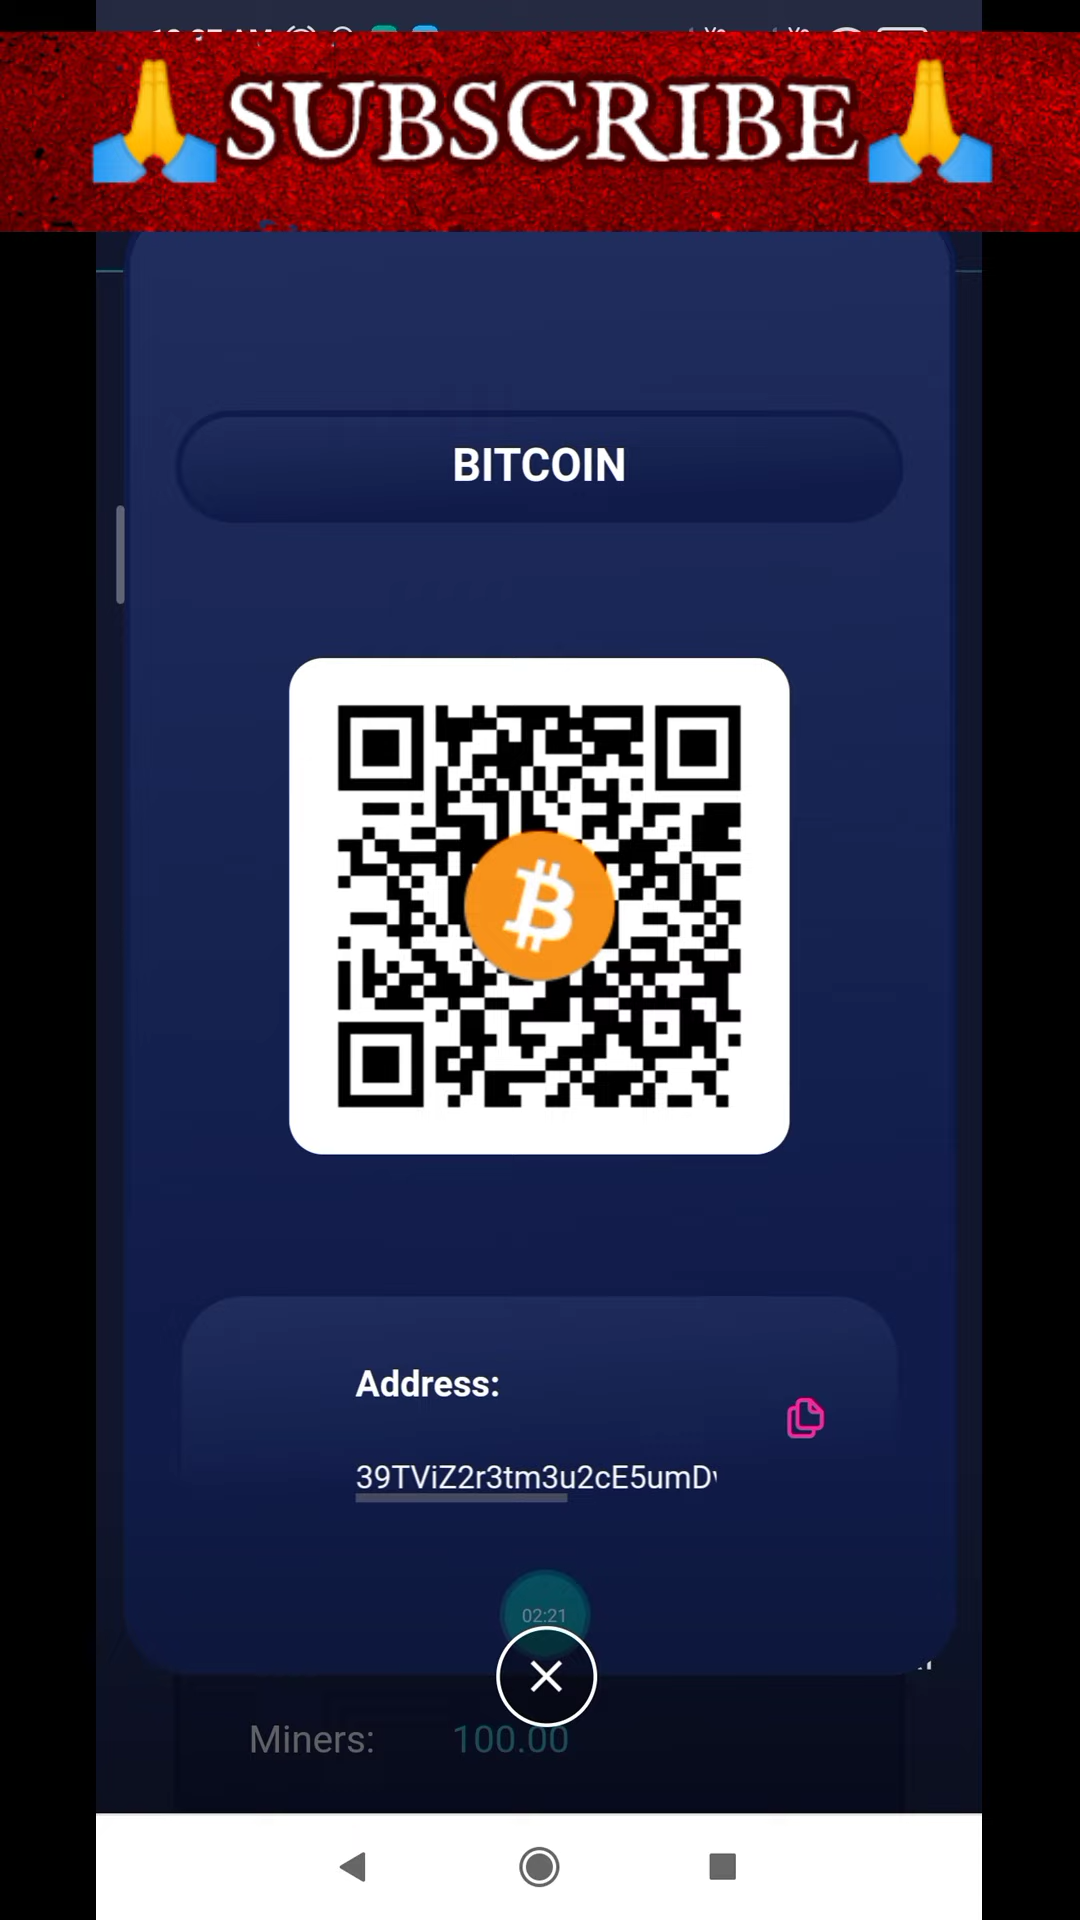 SUBSCRIBE
BITCOIN
Address:
39TViZ2r3tm3u2cE5umD
02:21
Miners: 100.00